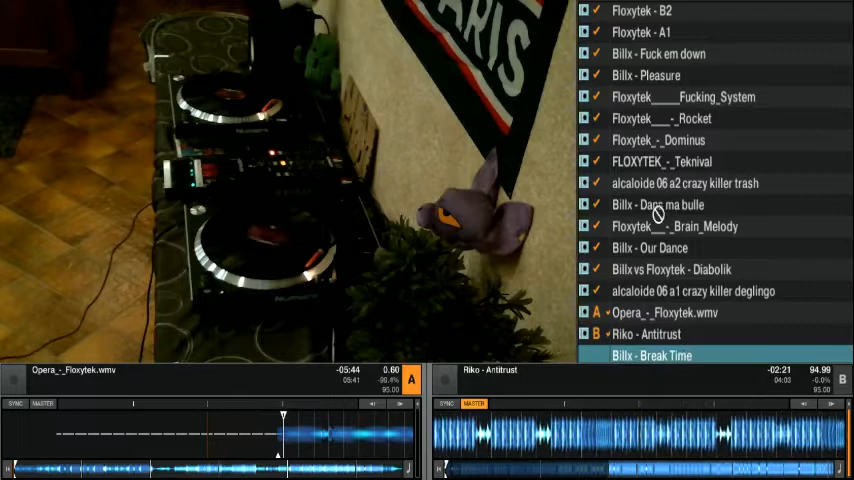 PARIS
Floxytek - B2
Floxytek - A1
Billx - Fuck em down
Billx - Pleasure
Floxytek_____Fucking_System
Floxytek___-_Rocket
Floxytek_-_Dominus
FLOXYTEK_-_Teknival
alcaloide 06 a2 crazy killer trash
Billx - Dans ma bulle
Floxytek__-_Brain_Melody
Billx - Our Dance
Billx vs Floxytek - Diabolik
alcaloide 06 a1 crazy killer deglingo
A Opera_-_Floxytek.wmv
B Riko - Antitrust
Billx - Break Time
Opera_-_Floxytek.wmv -05:44 0.60 A
05:41 -99.4%
95.00
SYNC MASTER
Riko - Antitrust -02:21 94.99 B
04:03 -0.0%
95.00
SYNC MASTER